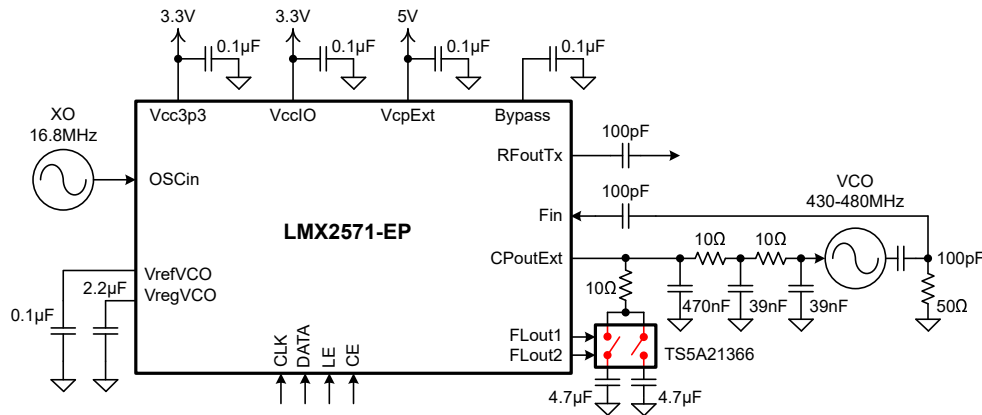 3.3V
3.3V
5V
0.1µF
0.1µF
0.1µF
0.1µF
Vcc3p3
VccIO
VcpExt
Bypass
XO
16.8MHz
OSCin
100pF
RFoutTx
100pF
Fin
VCO
430-480MHz
LMX2571-EP
CPoutExt
10Ω
10Ω
100pF
VrefVCO
VregVCO
2.2µF
0.1µF
10Ω
470nF
39nF
39nF
50Ω
FLout1
FLout2
TS5A21366
CLK
DATA
LE
CE
4.7µF
4.7µF